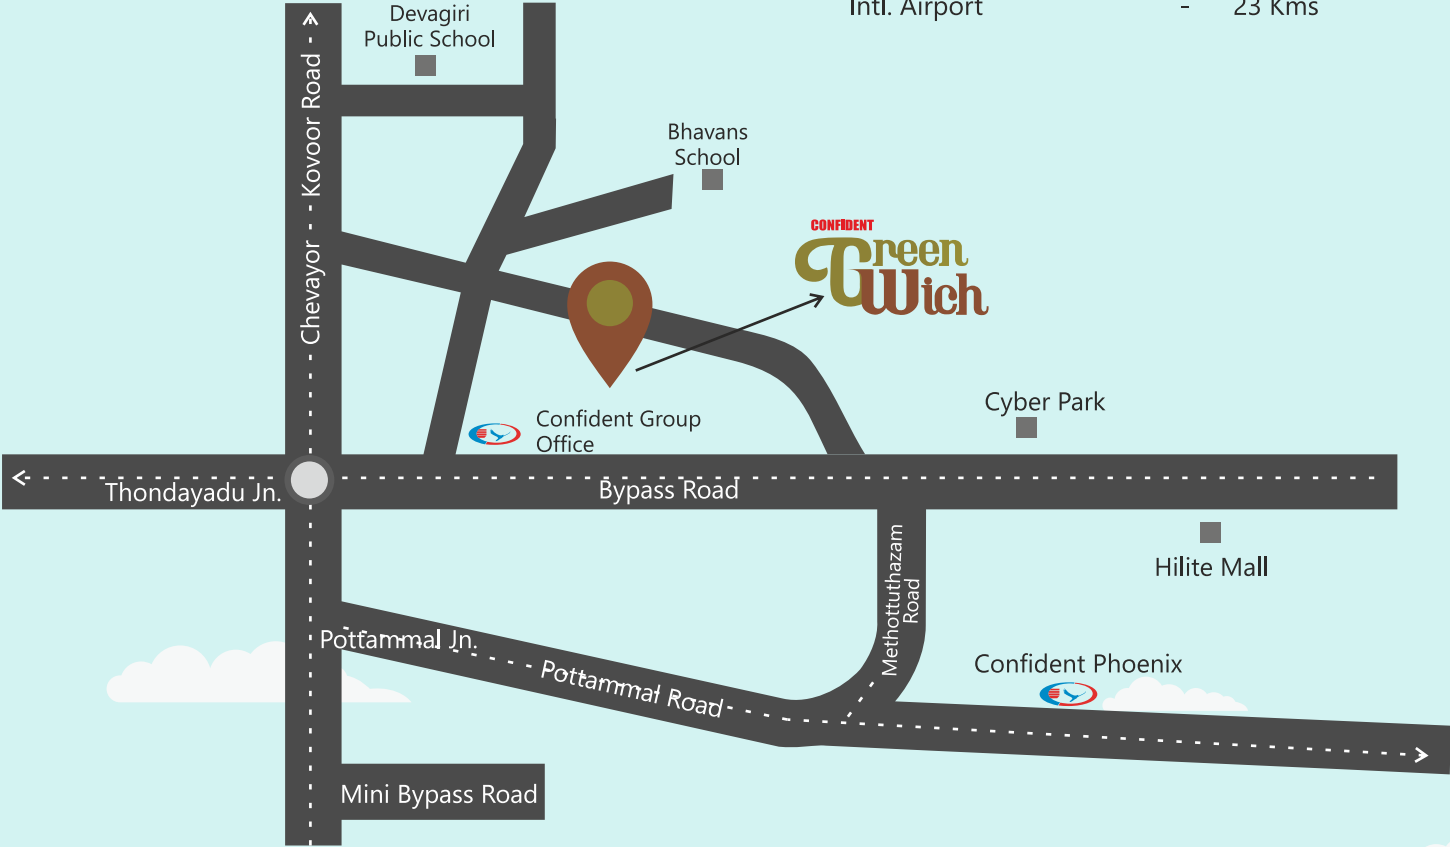 Intl. Airport - 23 Kms
Devagiri
Public School
Chevayor - Kovoor Road
Bhavans
School
CONFIDENT
Green
Wich
Cyber Park
Confident Group
Office
Thondayadu Jn.
Bypass Road
Methottuthazam
Road
Hilite Mall
Pottammal Jn.
Pottammal Road
Confident Phoenix
Mini Bypass Road